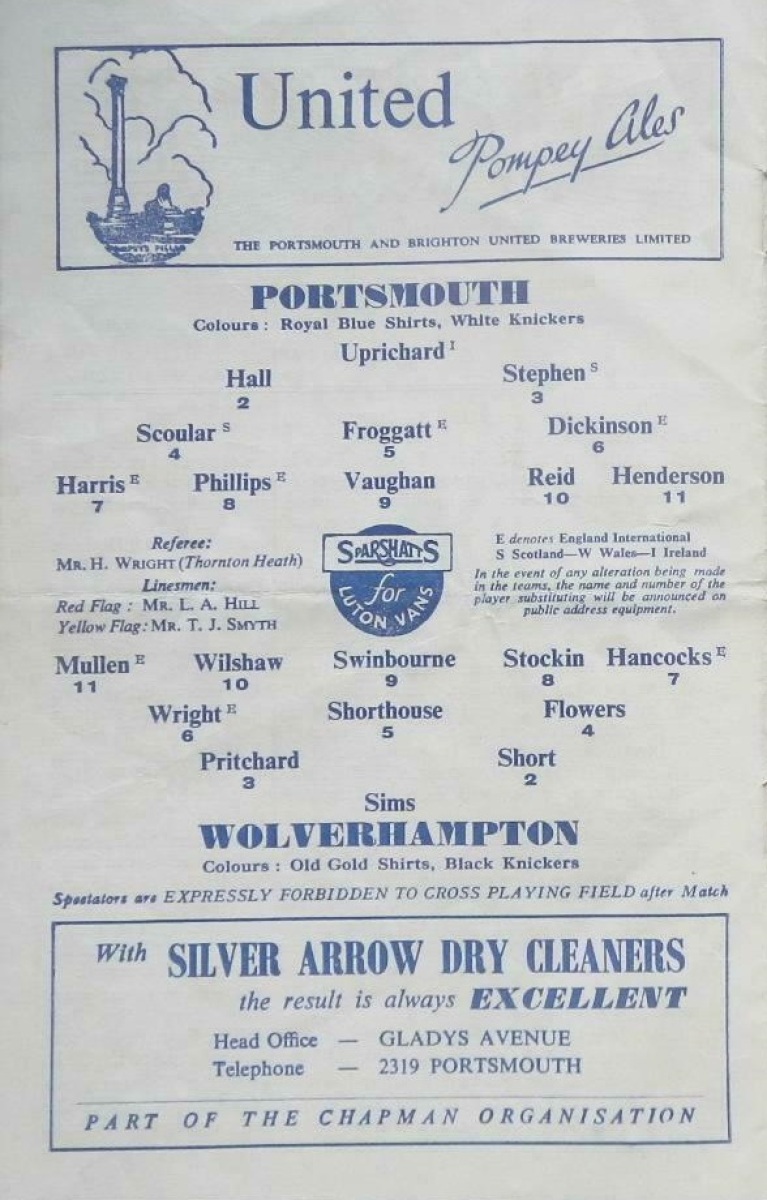 United
Pompey Ales
POMPEY'S PILLAR
THE PORTSMOUTH AND BRIGHTON UNITED BREWERIES LIMITED
PORTSMOUTH
Colours : Royal Blue Shirts, White Knickers
Uprichard I
Hall Stephen S
2 3
Scoular S Froggatt E Dickinson E
4 5 6
Harris E Phillips E Vaughan Reid Henderson
7 8 9 10 11
Referee:
MR. H. WRIGHT (Thornton Heath)
Linesmen:
Red Flag : MR. L. A. HILL
Yellow Flag: MR. T. J. SMYTH
SPARSHATTS
for
LUTON VANS
E denotes England International
S Scotland—W Wales—I Ireland
In the event of any alteration being made
in the teams, the name and number of the
player substituting will be announced on
public address equipment.
Mullen E Wilshaw Swinbourne Stockin Hancocks E
11 10 9 8 7
Wright E Shorthouse Flowers
6 5 4
Pritchard Short
3 2
Sims
WOLVERHAMPTON
Colours : Old Gold Shirts, Black Knickers
Spectators are EXPRESSLY FORBIDDEN TO CROSS PLAYING FIELD after Match
With SILVER ARROW DRY CLEANERS
the result is always EXCELLENT
Head Office — GLADYS AVENUE
Telephone — 2319 PORTSMOUTH
PART OF THE CHAPMAN ORGANISATION